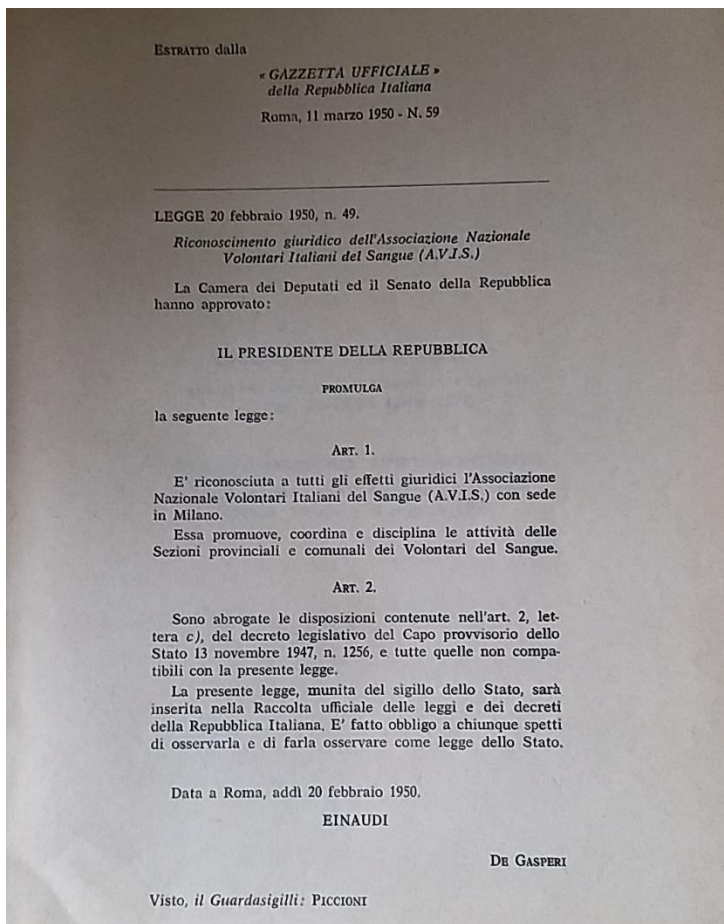 ESTRATTO dalla
« GAZZETTA UFFICIALE »
della Repubblica Italiana
Roma, 11 marzo 1950 - N. 59
LEGGE 20 febbraio 1950, n. 49.
Riconoscimento giuridico dell'Associazione Nazionale
Volontari Italiani del Sangue (A.V.I.S.)
La Camera dei Deputati ed il Senato della Repubblica
hanno approvato:
IL PRESIDENTE DELLA REPUBBLICA
PROMULGA
la seguente legge:
ART. 1.
E' riconosciuta a tutti gli effetti giuridici l'Associazione
Nazionale Volontari Italiani del Sangue (A.V.I.S.) con sede
in Milano.
Essa promuove, coordina e disciplina le attività delle
Sezioni provinciali e comunali dei Volontari del Sangue.
ART. 2.
Sono abrogate le disposizioni contenute nell'art. 2, let-
tera c), del decreto legislativo del Capo provvisorio dello
Stato 13 novembre 1947, n. 1256, e tutte quelle non compa-
tibili con la presente legge.
La presente legge, munita del sigillo dello Stato, sarà
inserita nella Raccolta ufficiale delle leggi e dei decreti
della Repubblica Italiana. E' fatto obbligo a chiunque spetti
di osservarla e di farla osservare come legge dello Stato.
Data a Roma, addì 20 febbraio 1950.
EINAUDI
DE GASPERI
Visto, il Guardasigilli: PICCIONI